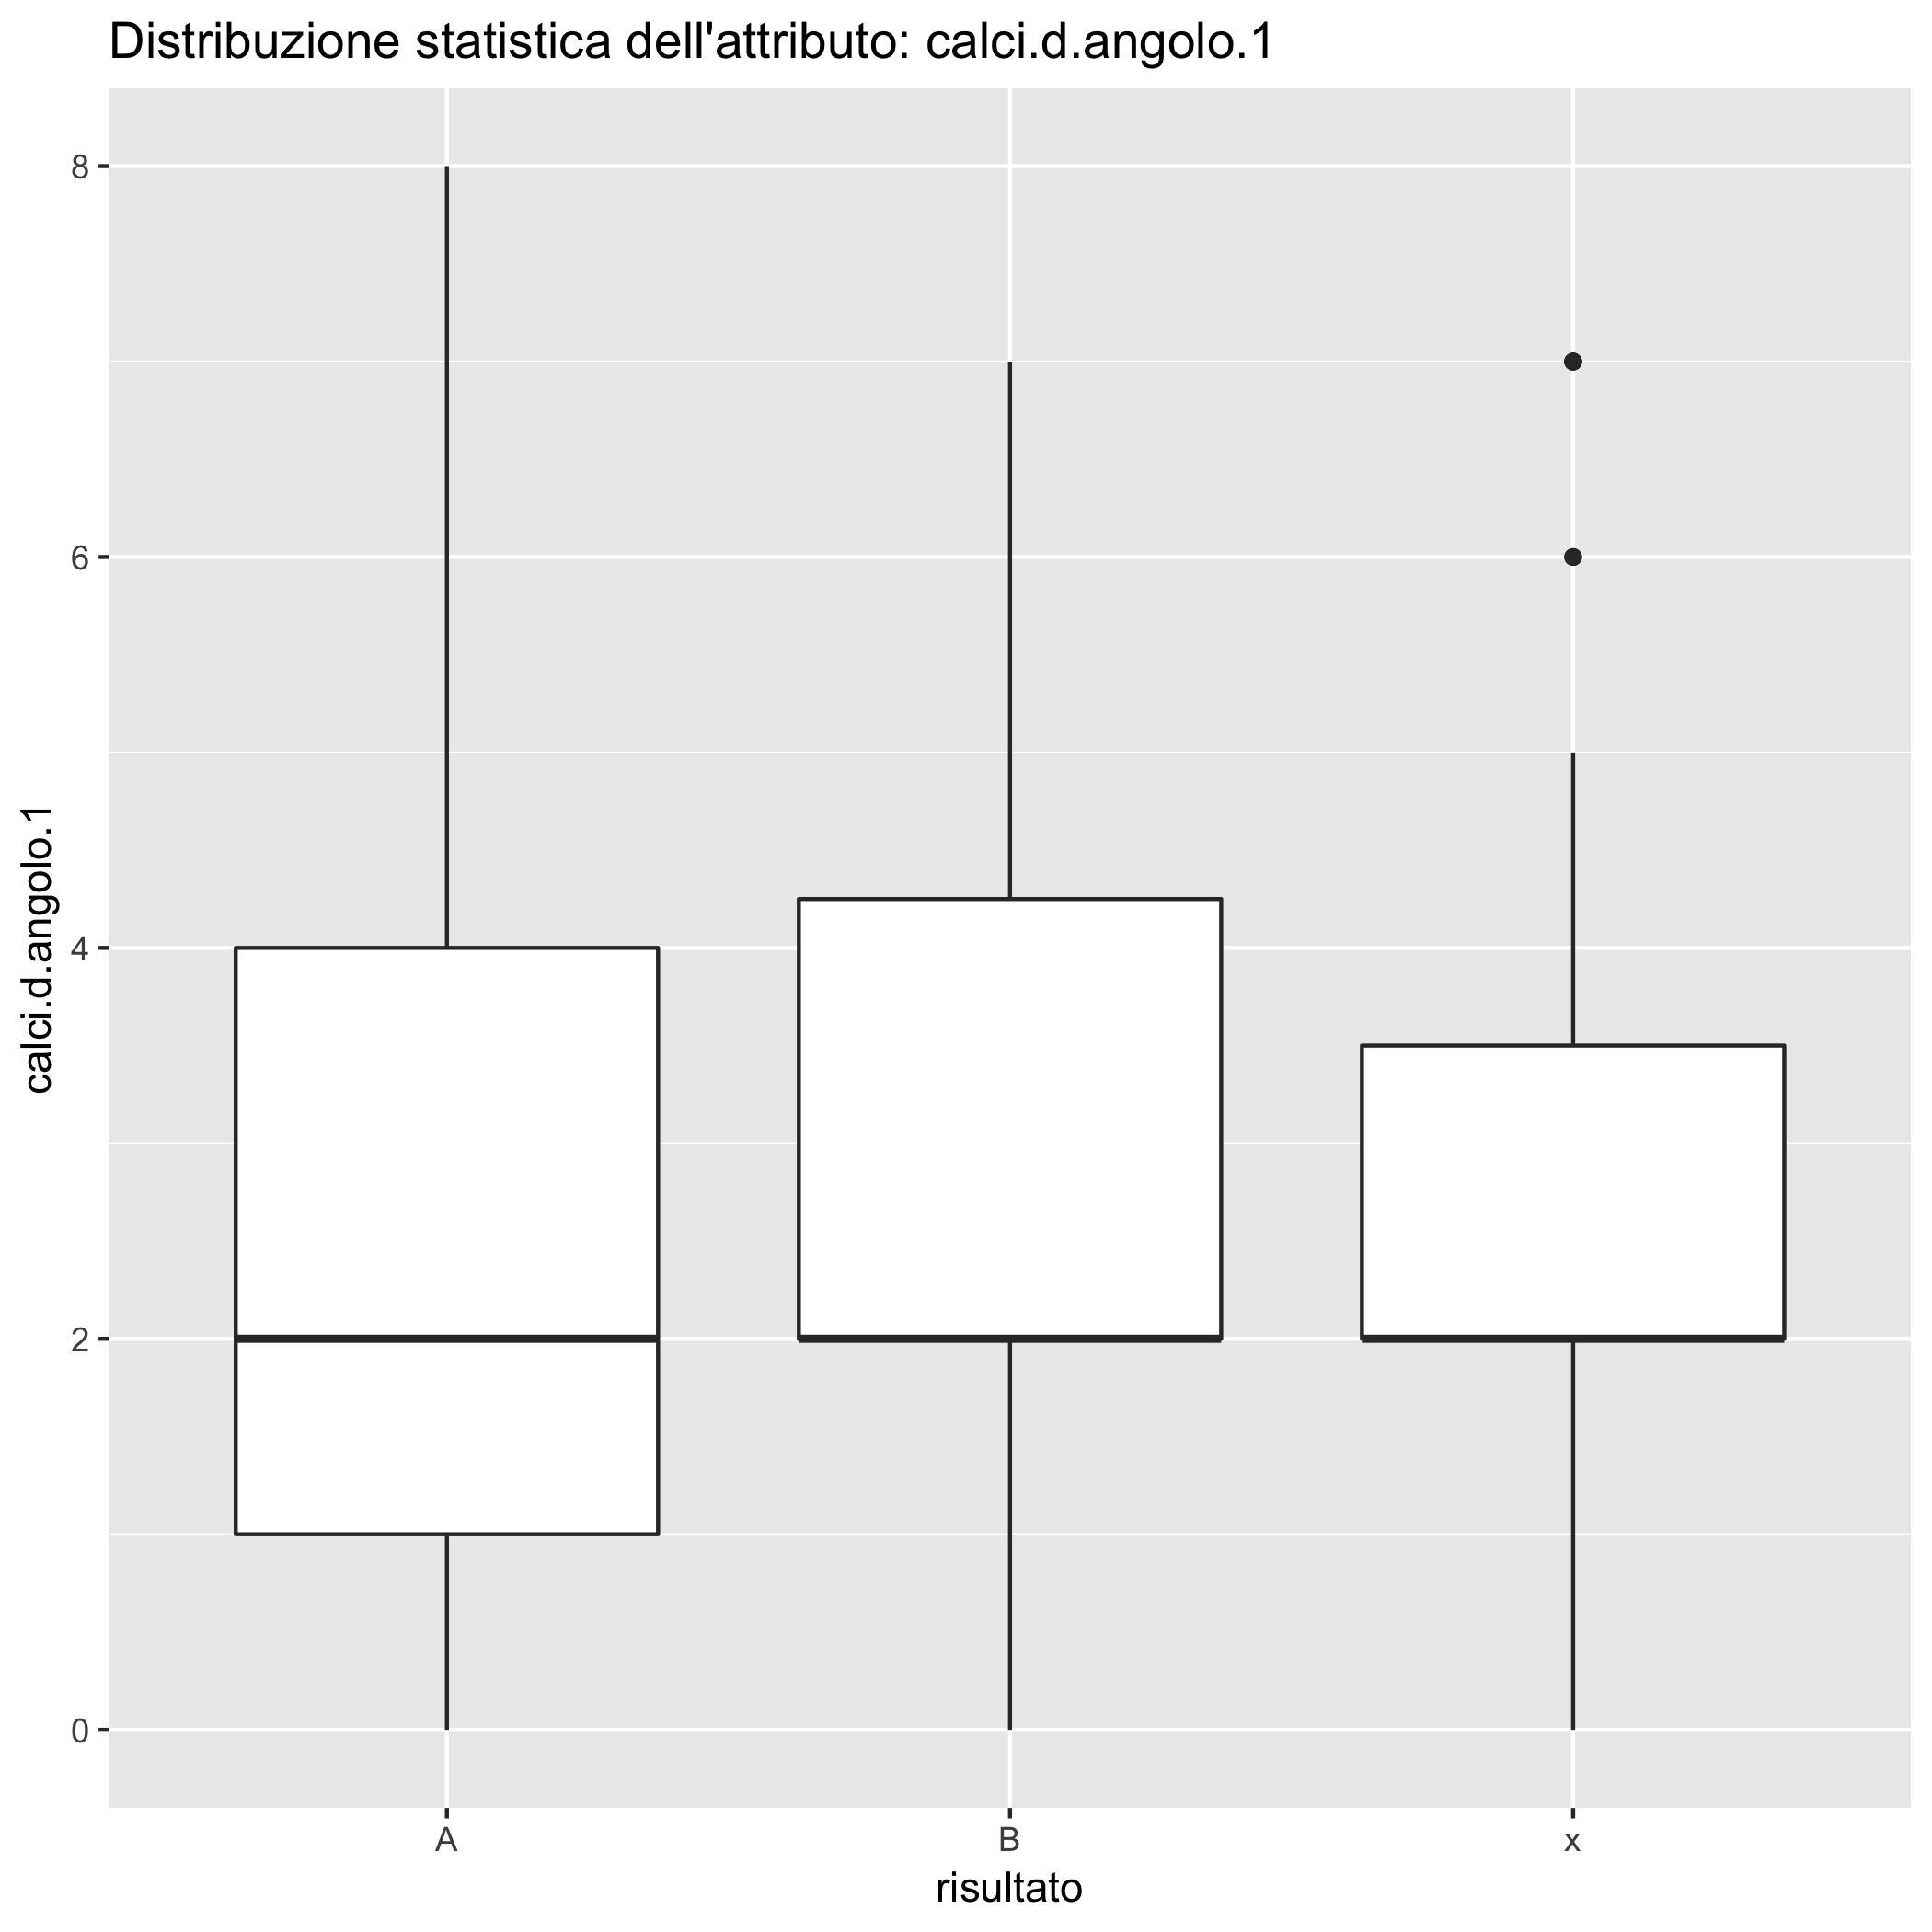 Distribuzione statistica dell'attributo: calci.d.angolo.1
calci.d.angolo.1
8
6
4
2
0
A
B
x
risultato